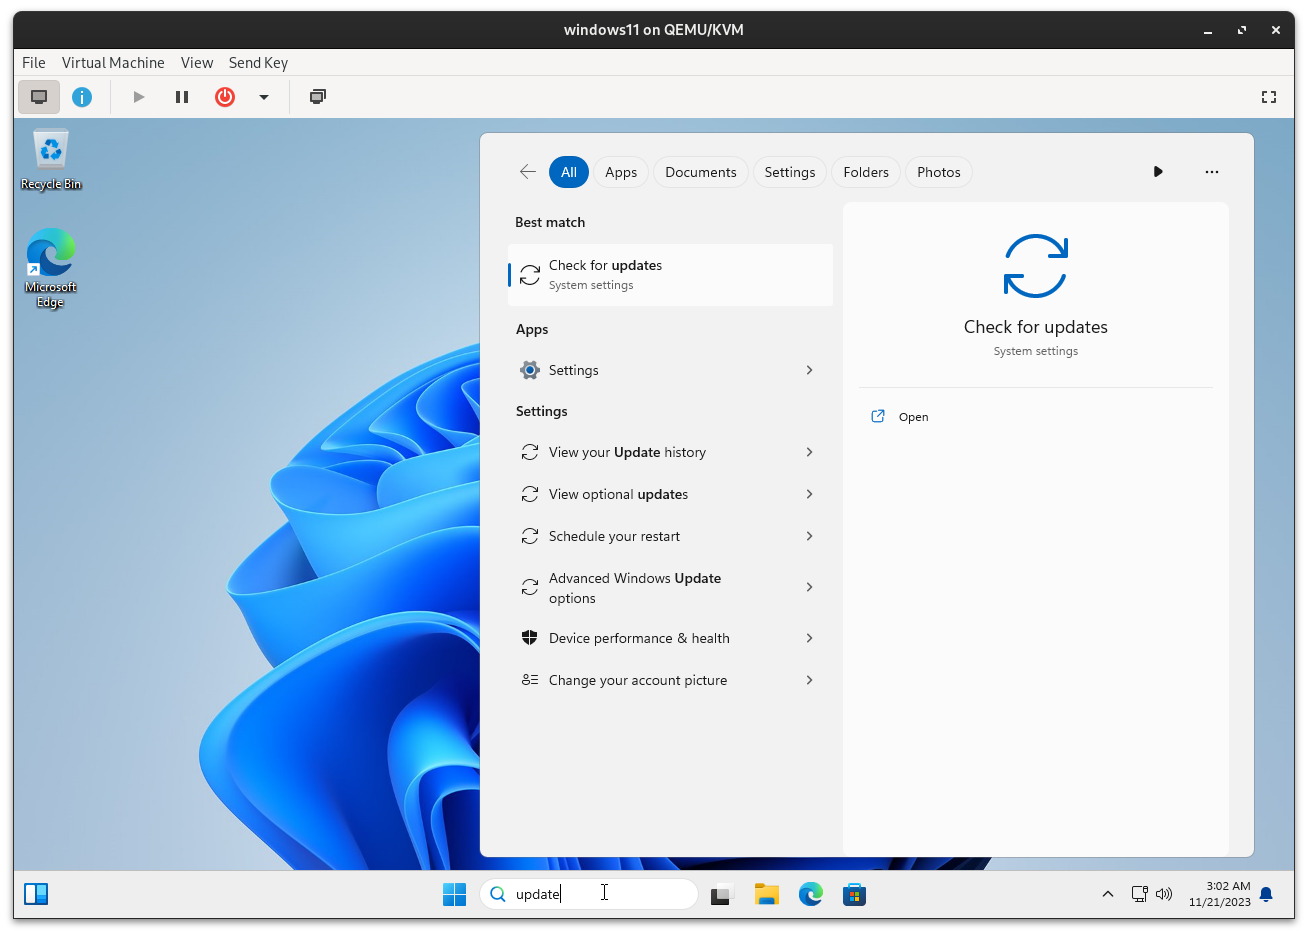 windows11 on QEMU/KVM
File Virtual Machine View Send Key
Recycle Bin
Microsoft
Edge
All Apps Documents Settings Folders Photos
Best match
Check for updates
System settings
Apps
Settings
Settings
View your Update history
View optional updates
Schedule your restart
Advanced Windows Update
options
Device performance & health
Change your account picture
Check for updates
System settings
Open
update
3:02 AM
11/21/2023